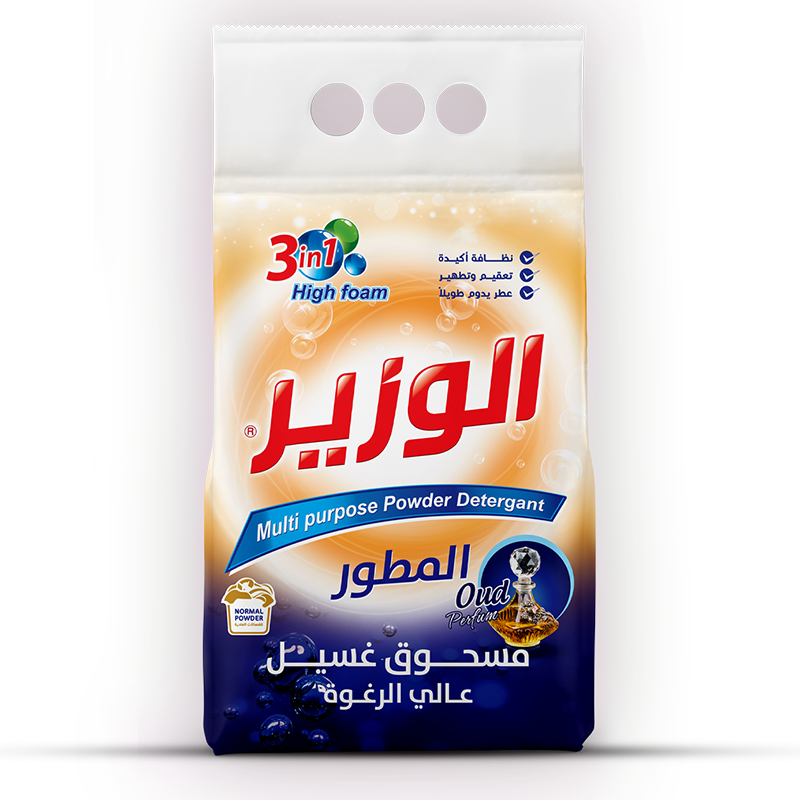 3in1
High foam
نظافة أكيدة
تعقيم وتطهير
عطر يدوم طويلاً
الوزير
®
Multi purpose Powder Detergant
المطور
Oud
Perfum
NORMAL
POWDER
مسحوق غسيل
عالي الرغوة